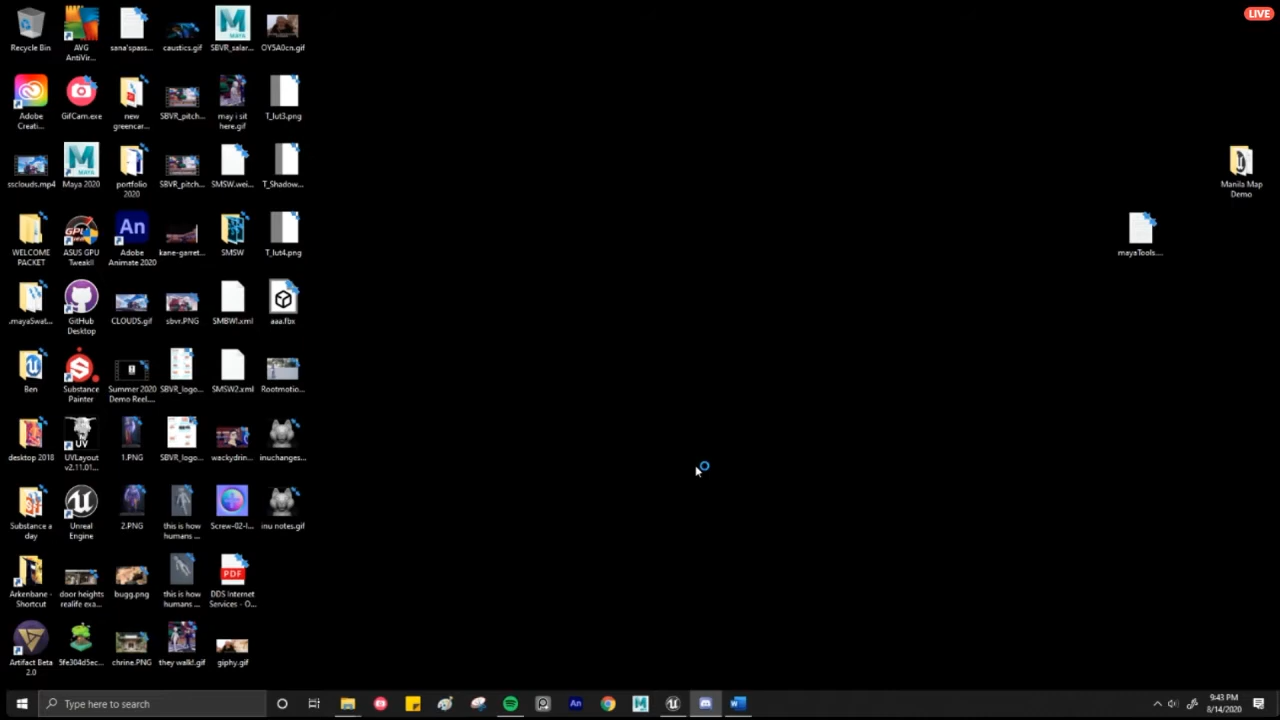 LIVE
Recycle Bin
AVG
AntiVir...
sana'spass...
caustics.gif
SBVR_salar...
OY5A0cn.gif
Adobe
Creati...
GifCam.exe
new
greencar...
SBVR_pitch...
may i sit
here.gif
T_lut3.png
ssclouds.mp4
Maya 2020
portfolio
2020
SBVR_pitch...
SMSW.wei...
T_Shadow...
Manila Map
Demo
WELCOME
PACKET
ASUS GPU
TweakII
Adobe
Animate 2020
kane-garret...
SMSW
T_lut4.png
mayaTools....
.mayaSwat...
GitHub
Desktop
CLOUDS.gif
sbvr.PNG
SMBW!.xml
aaa.fbx
Ben
Substance
Painter
Summer 2020
Demo Reel....
SBVR_logo...
SMSW2.xml
Rootmotio...
desktop 2018
UVLayout
v2.11.01...
1.PNG
SBVR_logo...
wackydrin...
inuchanges...
Substance a
day
Unreal
Engine
2.PNG
this is how
humans ...
Screw-02-I...
inu notes.gif
Arkenbane -
Shortcut
door heights
realife exa...
bugg.png
this is how
humans ...
PDF
DDS Internet
Services - O...
Artifact Beta
2.0
5fe304d5ec...
chrine.PNG
they walk!.gif
giphy.gif
Type here to search
9:43 PM
8/14/2020